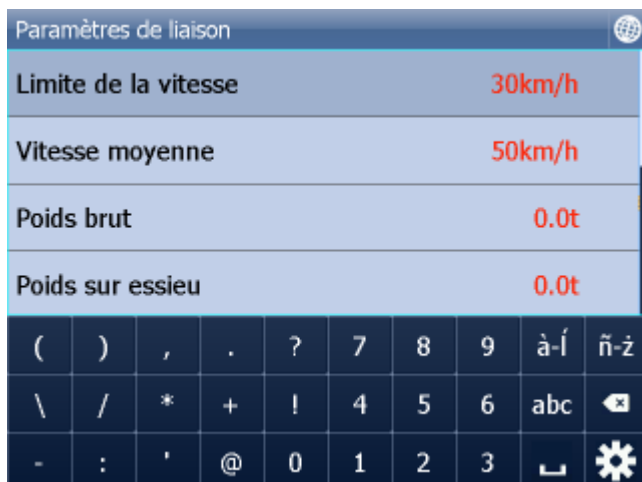 Paramètres de liaison
Limite de la vitesse 30km/h
Vitesse moyenne 50km/h
Poids brut 0.0t
Poids sur essieu 0.0t
( ) , . ? 7 8 9 à-Í ñ-ż
\ / * + ! 4 5 6 abc
- : ' @ 0 1 2 3